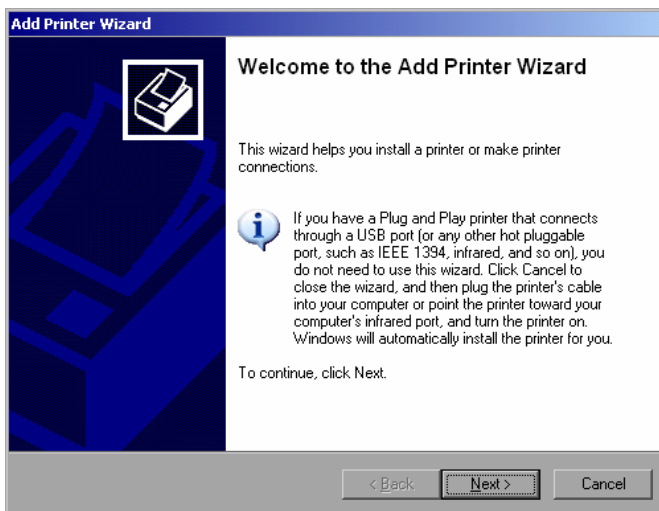 Add Printer Wizard
Welcome to the Add Printer Wizard
This wizard helps you install a printer or make printer
connections.
If you have a Plug and Play printer that connects
through a USB port (or any other hot pluggable
port, such as IEEE 1394, infrared, and so on), you
do not need to use this wizard. Click Cancel to
close the wizard, and then plug the printer's cable
into your computer or point the printer toward your
computer's infrared port, and turn the printer on.
Windows will automatically install the printer for you.
To continue, click Next.
< Back Next > Cancel